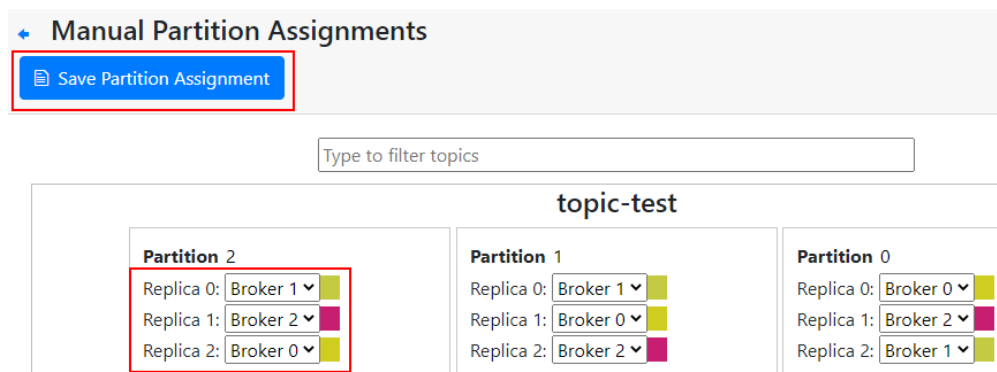 Manual Partition Assignments
Save Partition Assignment
Type to filter topics
topic-test
Partition 2
Replica 0: Broker 1
Replica 1: Broker 2
Replica 2: Broker 0
Partition 1
Replica 0: Broker 1
Replica 1: Broker 0
Replica 2: Broker 2
Partition 0
Replica 0: Broker 0
Replica 1: Broker 2
Replica 2: Broker 1